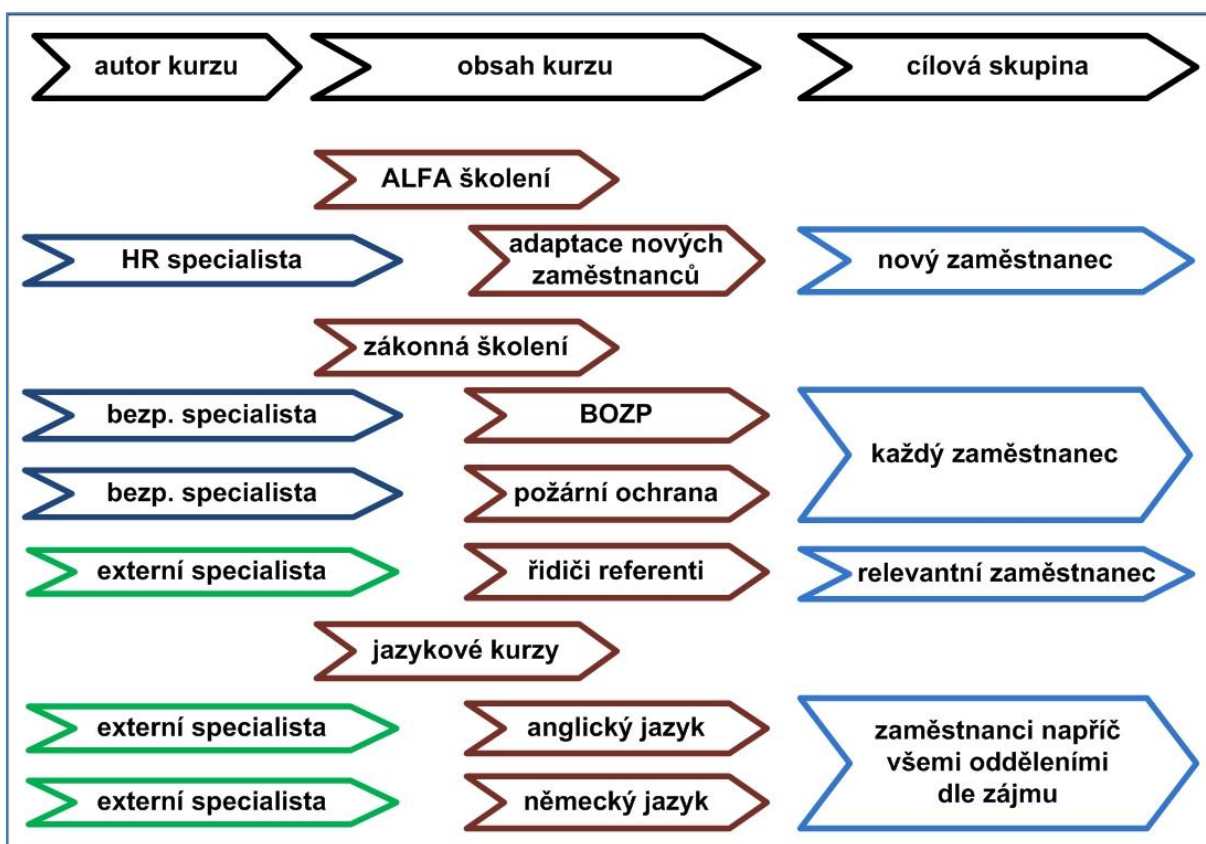 autor kurzu
obsah kurzu
cílová skupina
ALFA školení
HR specialista
adaptace nových
zaměstnanců
nový zaměstnanec
zákonná školení
bezp. specialista
BOZP
každý zaměstnanec
bezp. specialista
požární ochrana
externí specialista
řidiči referenti
relevantní zaměstnanec
jazykové kurzy
externí specialista
anglický jazyk
zaměstnanci napříč
všemi odděleními
dle zájmu
externí specialista
německý jazyk